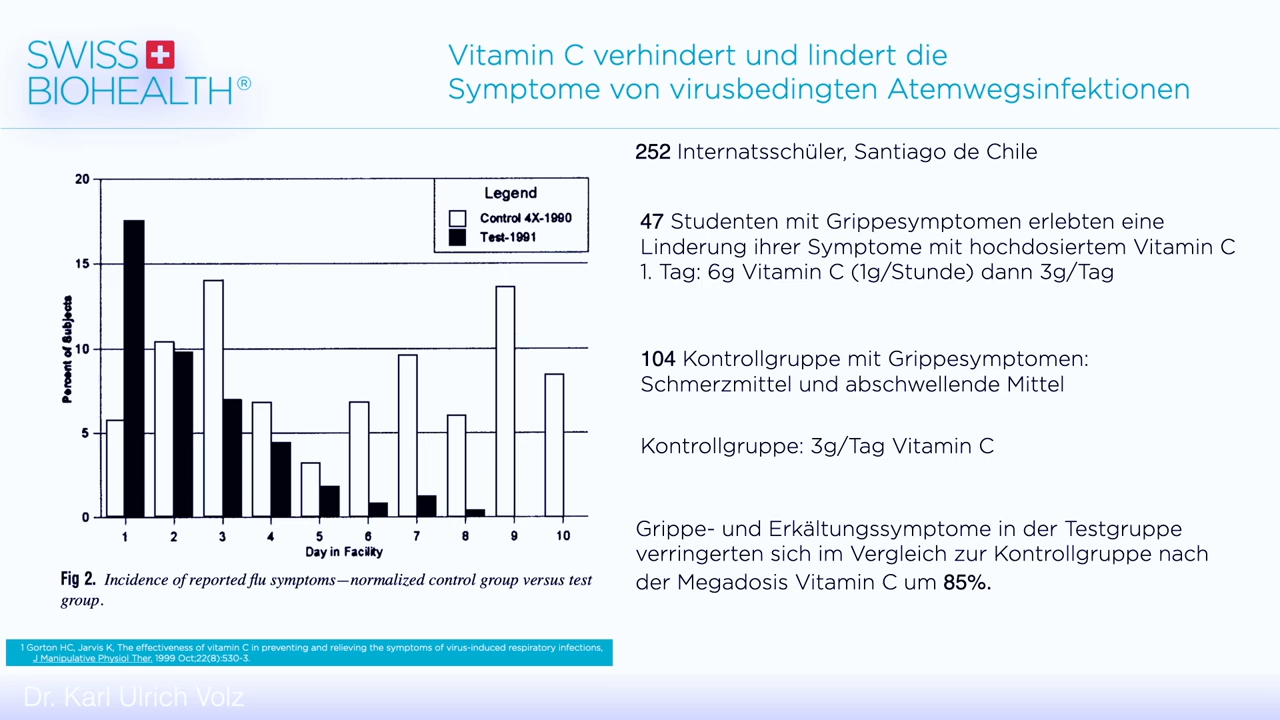 SWISS
BIOHEALTH®
Vitamin C verhindert und lindert die
Symptome von virusbedingten Atemwegsinfektionen
252 Internatsschüler, Santiago de Chile
47 Studenten mit Grippesymptomen erlebten eine
Linderung ihrer Symptome mit hochdosiertem Vitamin C
1. Tag: 6g Vitamin C (1g/Stunde) dann 3g/Tag
104 Kontrollgruppe mit Grippesymptomen:
Schmerzmittel und abschwellende Mittel
Kontrollgruppe: 3g/Tag Vitamin C
Grippe- und Erkältungssymptome in der Testgruppe
verringerten sich im Vergleich zur Kontrollgruppe nach
der Megadosis Vitamin C um 85%.
Legend
Control 4X-1990
Test-1991
Percent of Subjects
20
15
10
5
0
1 2 3 4 5 6 7 8 9 10
Day in Facility
Fig 2. Incidence of reported flu symptoms—normalized control group versus test
group.
1 Gorton HC, Jarvis K, The effectiveness of vitamin C in preventing and relieving the symptoms of virus-induced respiratory infections,
J Manipulative Physiol Ther. 1999 Oct;22(8):530-3.
Dr. Karl Ulrich Volz